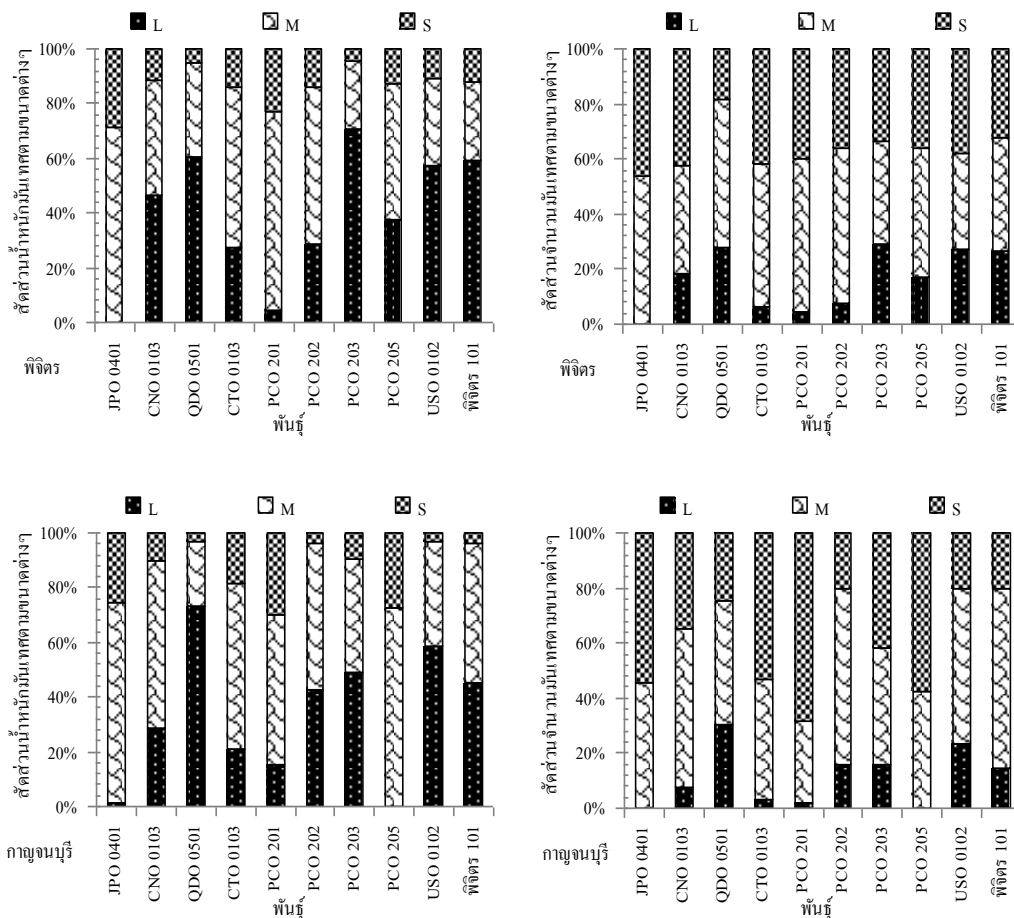 L M S
สัดส่วนน้ำหนักมันเทศตามขนาดต่างๆ
100%
80%
60%
40%
20%
0%
JPO 0401
CNO 0103
QDO 0501
CTO 0103
PCO 201
PCO 202
PCO 203
PCO 205
USO 0102
พิจิตร 101
พิจิตร
พันธุ์
L M S
สัดส่วนจำนวนมันเทศตามขนาดต่างๆ
100%
80%
60%
40%
20%
0%
JPO 0401
CNO 0103
QDO 0501
CTO 0103
PCO 201
PCO 202
PCO 203
PCO 205
USO 0102
พิจิตร 101
พิจิตร
พันธุ์
L M S
สัดส่วนน้ำหนักมันเทศตามขนาดต่างๆ
100%
80%
60%
40%
20%
0%
JPO 0401
CNO 0103
QDO 0501
CTO 0103
PCO 201
PCO 202
PCO 203
PCO 205
USO 0102
พิจิตร 101
กาญจนบุรี
พันธุ์
L M S
สัดส่วนจำนวนมันเทศตามขนาดต่างๆ
100%
80%
60%
40%
20%
0%
JPO 0401
CNO 0103
QDO 0501
CTO 0103
PCO 201
PCO 202
PCO 203
PCO 205
USO 0102
พิจิตร 101
กาญจนบุรี
พันธุ์